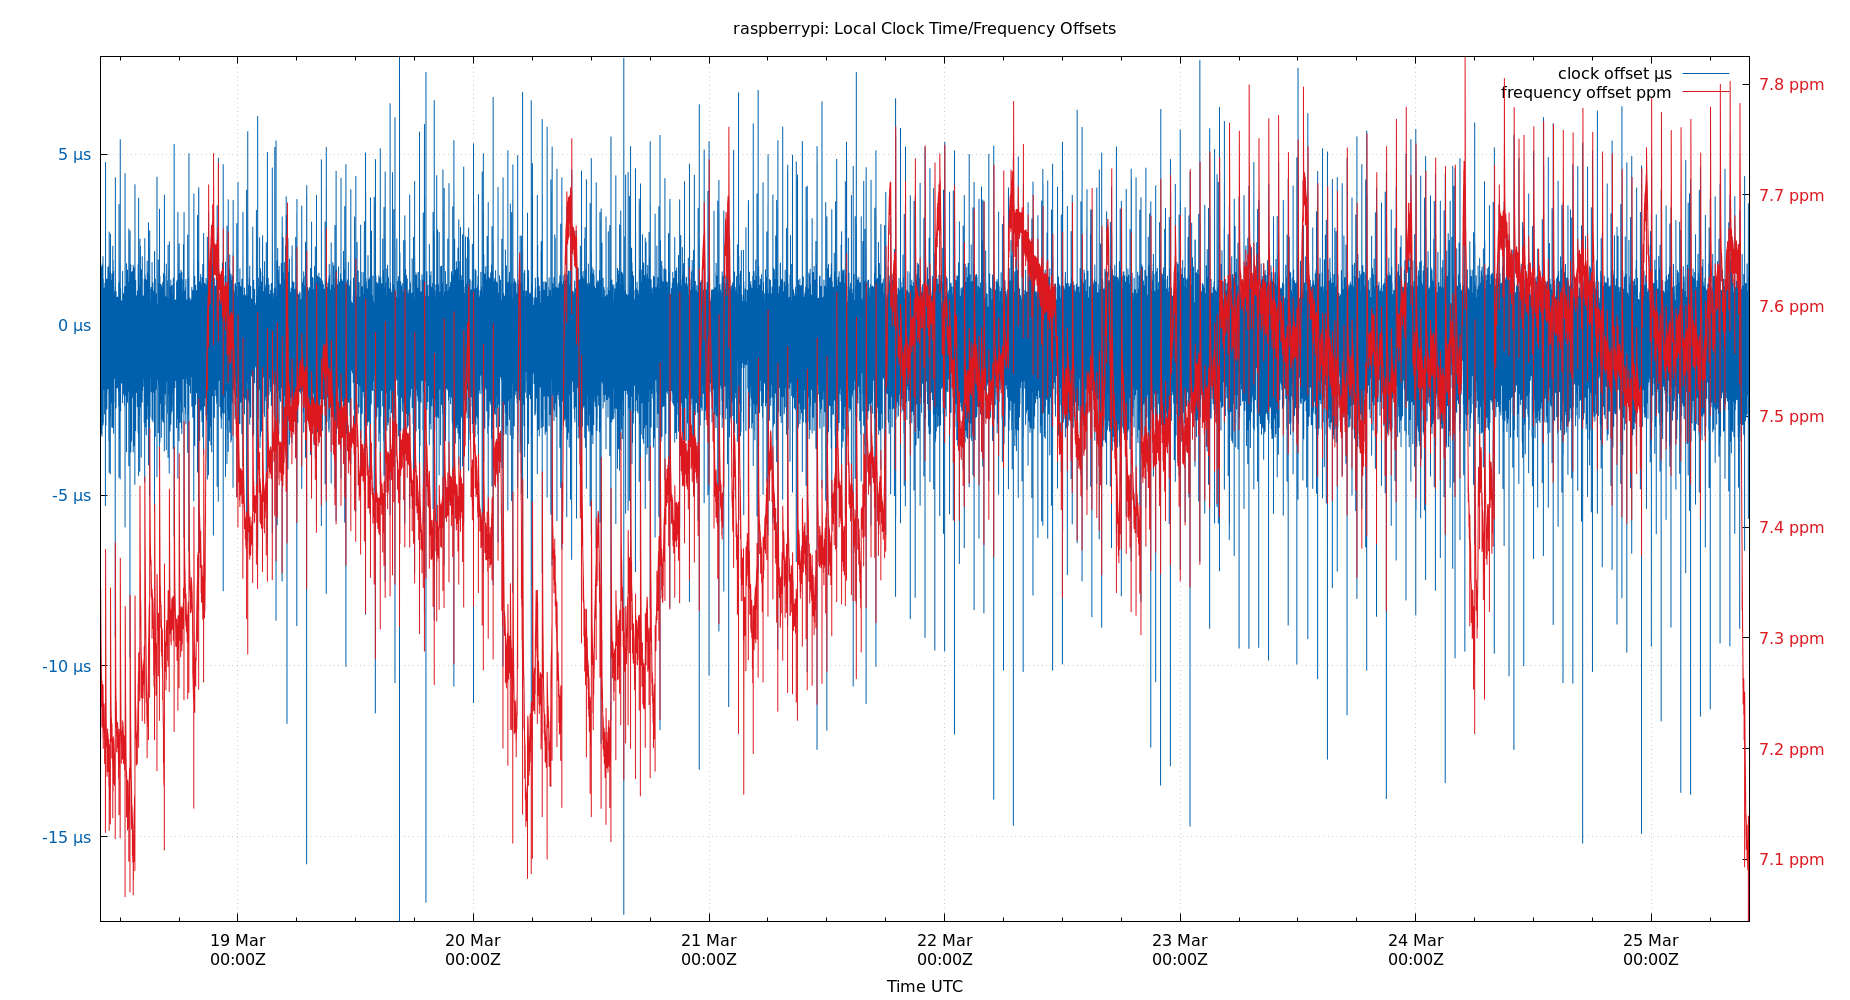 raspberrypi: Local Clock Time/Frequency Offsets
clock offset µs
frequency offset ppm
5 µs
0 µs
-5 µs
-10 µs
-15 µs
7.8 ppm
7.7 ppm
7.6 ppm
7.5 ppm
7.4 ppm
7.3 ppm
7.2 ppm
7.1 ppm
19 Mar
00:00Z
20 Mar
00:00Z
21 Mar
00:00Z
22 Mar
00:00Z
23 Mar
00:00Z
24 Mar
00:00Z
25 Mar
00:00Z
Time UTC